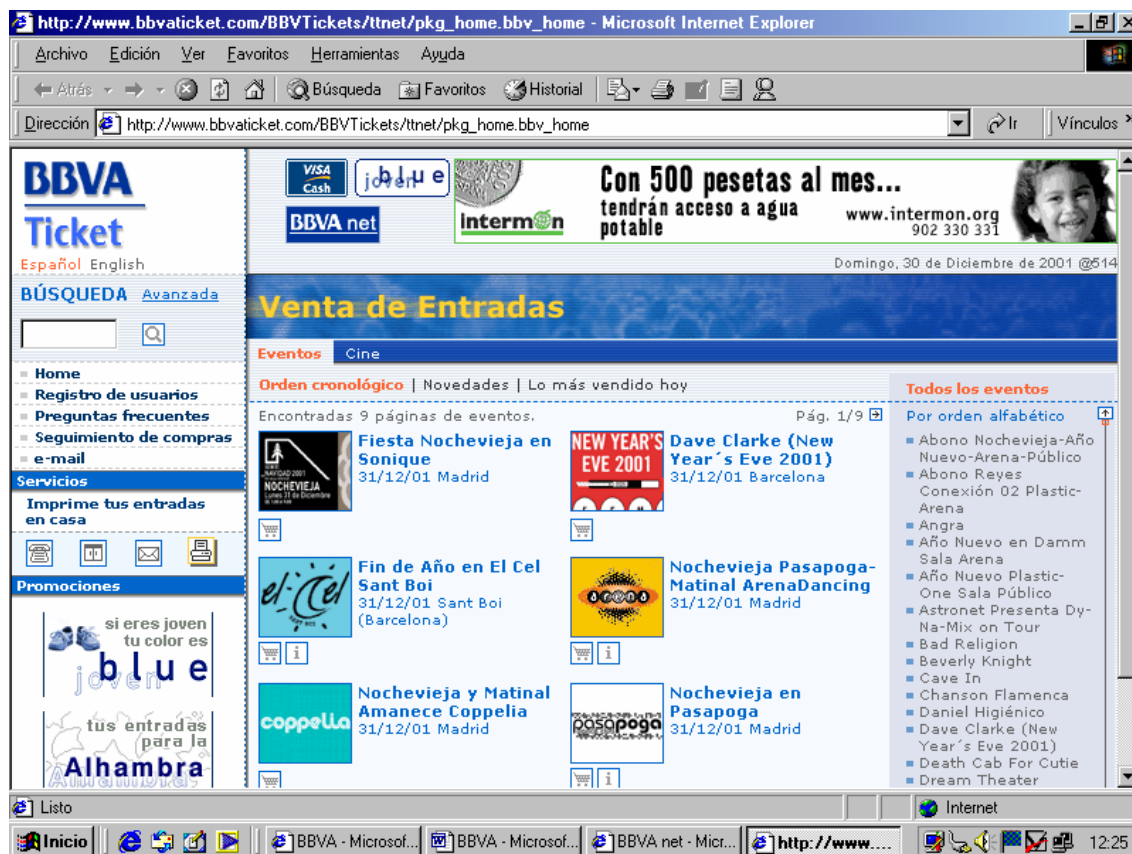 http://www.bbvaticket.com/BBVTickets/ttnet/pkg_home.bbv_home - Microsoft Internet Explorer
Archivo Edición Ver Favoritos Herramientas Ayuda
Atrás Búsqueda Favoritos Historial
Dirección http://www.bbvaticket.com/BBVTickets/ttnet/pkg_home.bbv_home Ir Vínculos
BBVA
Ticket
Español English
BÚSQUEDA Avanzada
Home
Registro de usuarios
Preguntas frecuentes
Seguimiento de compras
e-mail
Servicios
Imprime tus entradas
en casa
Promociones
si eres joven
tu color es
joven
blue
tus entradas
para la
Alhambra
VISA
Cash
joven blue
BBVA net
intermón
Con 500 pesetas al mes...
tendrán acceso a agua
potable
www.intermon.org
902 330 331
Domingo, 30 de Diciembre de 2001 @514
Venta de Entradas
Eventos Cine
Orden cronológico | Novedades | Lo más vendido hoy
Encontradas 9 páginas de eventos. Pág. 1/9
NAVIDAD 2001
NOCHEVIEJA
Lunes 31 de Diciembre
Fiesta Nochevieja en
Sonique
31/12/01 Madrid
NEW YEAR'S
EVE 2001
Dave Clarke (New
Year´s Eve 2001)
31/12/01 Barcelona
el Cel
SANT BOI
Fin de Año en El Cel
Sant Boi
31/12/01 Sant Boi
(Barcelona)
arena
Nochevieja Pasapoga-
Matinal ArenaDancing
31/12/01 Madrid
coppelia
Nochevieja y Matinal
Amanece Coppelia
31/12/01 Madrid
pasapoga
Nochevieja en
Pasapoga
31/12/01 Madrid
Todos los eventos
Por orden alfabético
Abono Nochevieja-Año
Nuevo-Arena-Público
Abono Reyes
Conexión 02 Plastic-
Arena
Angra
Año Nuevo en Damm
Sala Arena
Año Nuevo Plastic-
One Sala Público
Astronet Presenta Dy-
Na-Mix on Tour
Bad Religion
Beverly Knight
Cave In
Chanson Flamenca
Daniel Higiénico
Dave Clarke (New
Year´s Eve 2001)
Death Cab For Cutie
Dream Theater
Listo Internet
Inicio BBVA - Microsof... BBVA - Microsof... BBVA net - Micr... http://www.... 12:25